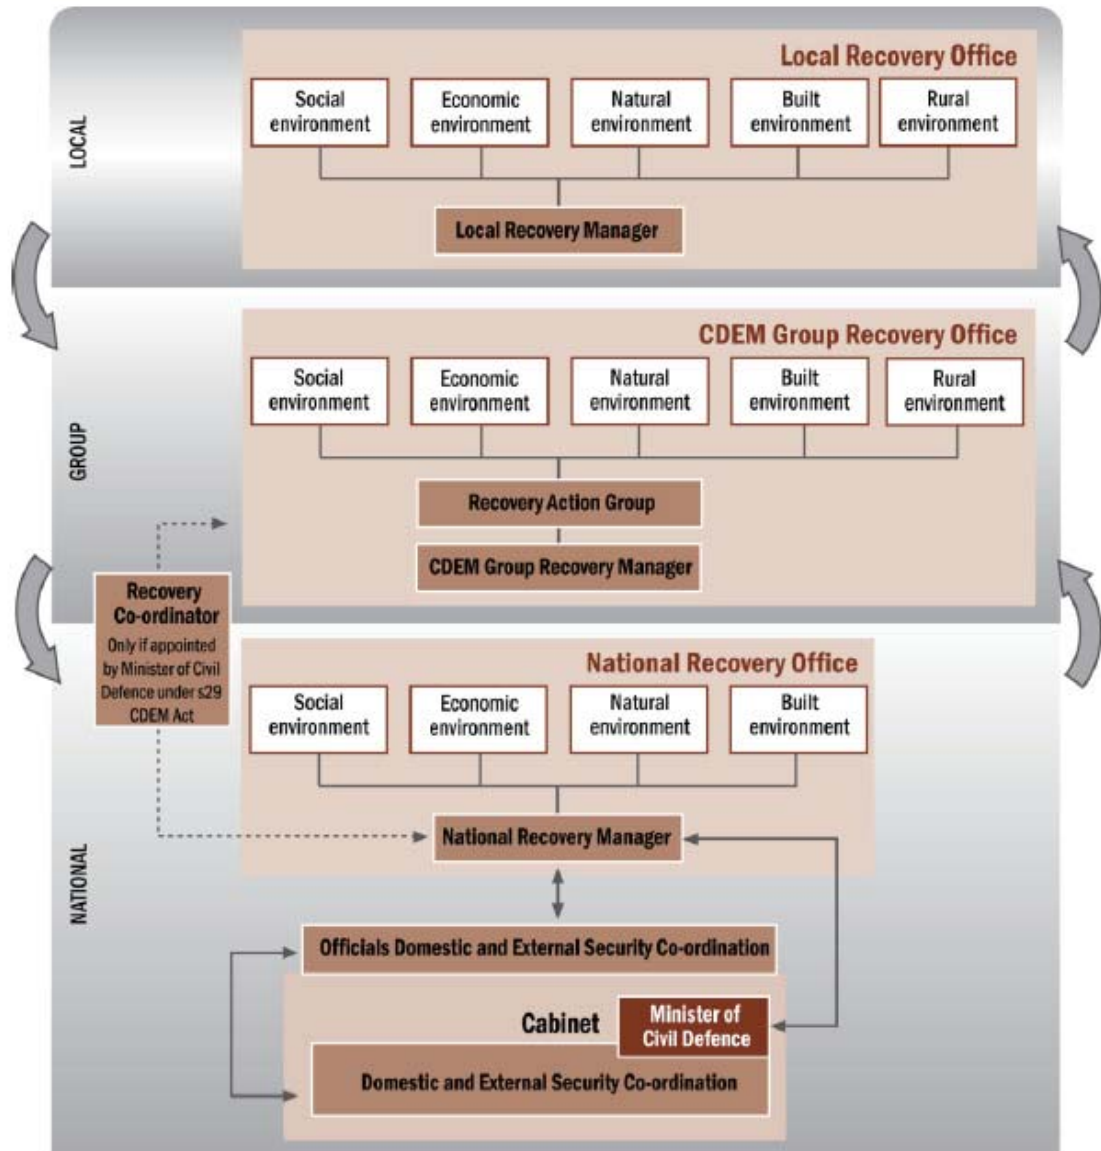 LOCAL
Local Recovery Office
Social
environment
Economic
environment
Natural
environment
Built
environment
Rural
environment
Local Recovery Manager
GROUP
CDEM Group Recovery Office
Social
environment
Economic
environment
Natural
environment
Built
environment
Rural
environment
Recovery Action Group
CDEM Group Recovery Manager
Recovery
Co-ordinator
Only if appointed
by Minister of Civil
Defence under s29
CDEM Act
NATIONAL
National Recovery Office
Social
environment
Economic
environment
Natural
environment
Built
environment
National Recovery Manager
Officials Domestic and External Security Co-ordination
Cabinet
Minister of
Civil Defence
Domestic and External Security Co-ordination